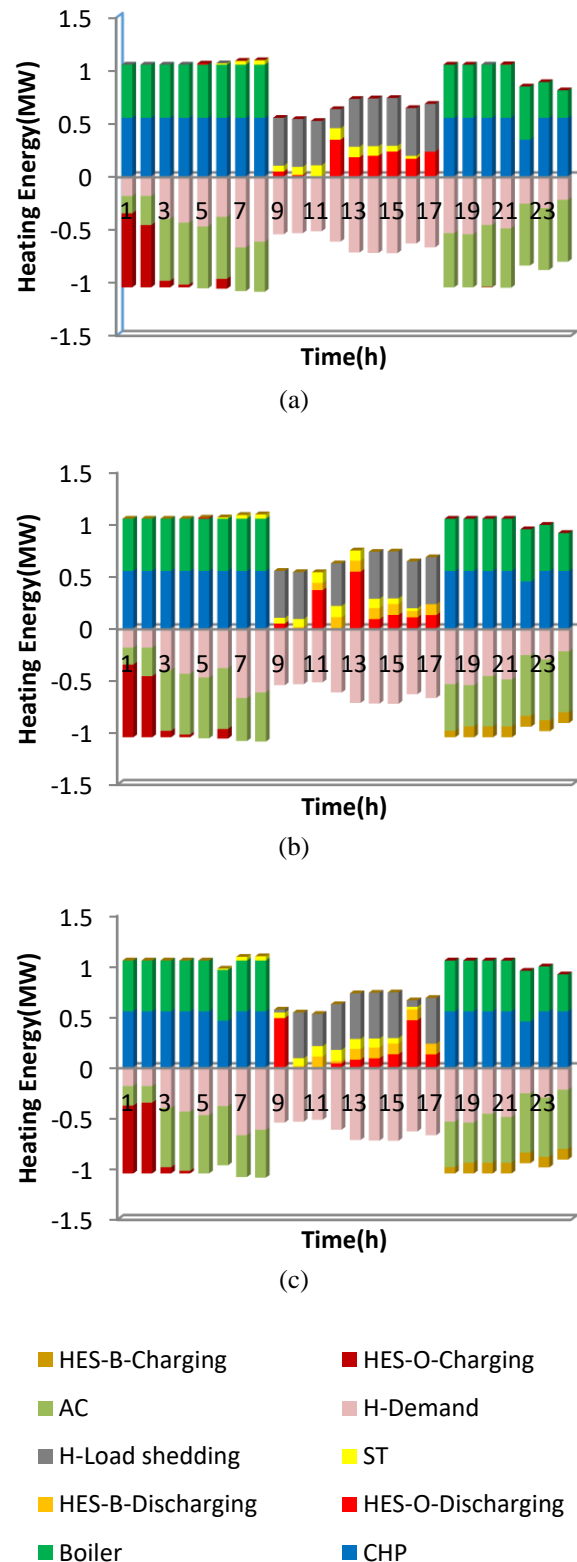 1.5
1
0.5
0
-0.5
-1
-1.5
Heating Energy(MW)
1 3 5 7 9 11 13 15 17 19 21 23
Time(h)
(a)
1.5
1
0.5
0
-0.5
-1
-1.5
Heating Energy(MW)
1 3 5 7 9 11 13 15 17 19 21 23
Time(h)
(b)
1.5
1
0.5
0
-0.5
-1
-1.5
Heating Energy(MW)
1 3 5 7 9 11 13 15 17 19 21 23
Time(h)
(c)
HES-B-Charging HES-O-Charging
AC H-Demand
H-Load shedding ST
HES-B-Discharging HES-O-Discharging
Boiler CHP